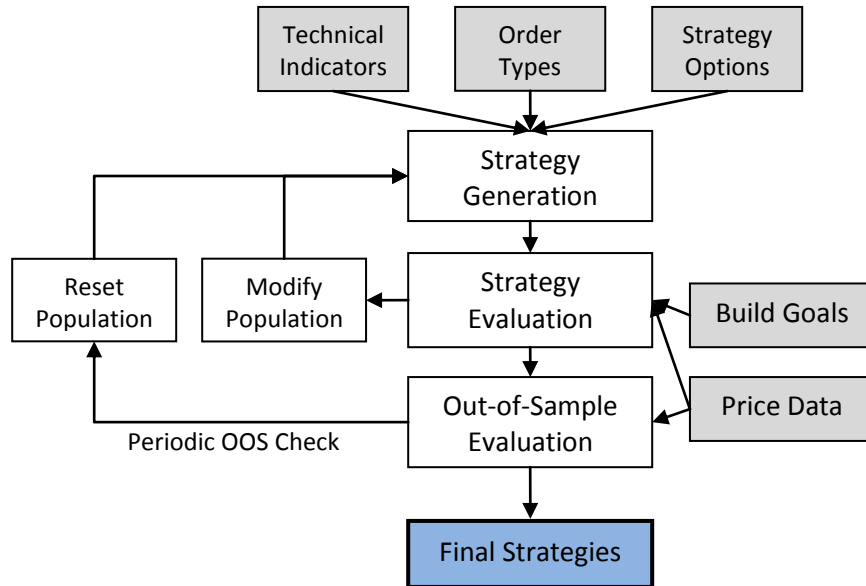 Technical
Indicators
Order
Types
Strategy
Options
Strategy
Generation
Reset
Population
Modify
Population
Strategy
Evaluation
Build Goals
Out-of-Sample
Evaluation
Price Data
Periodic OOS Check
Final Strategies